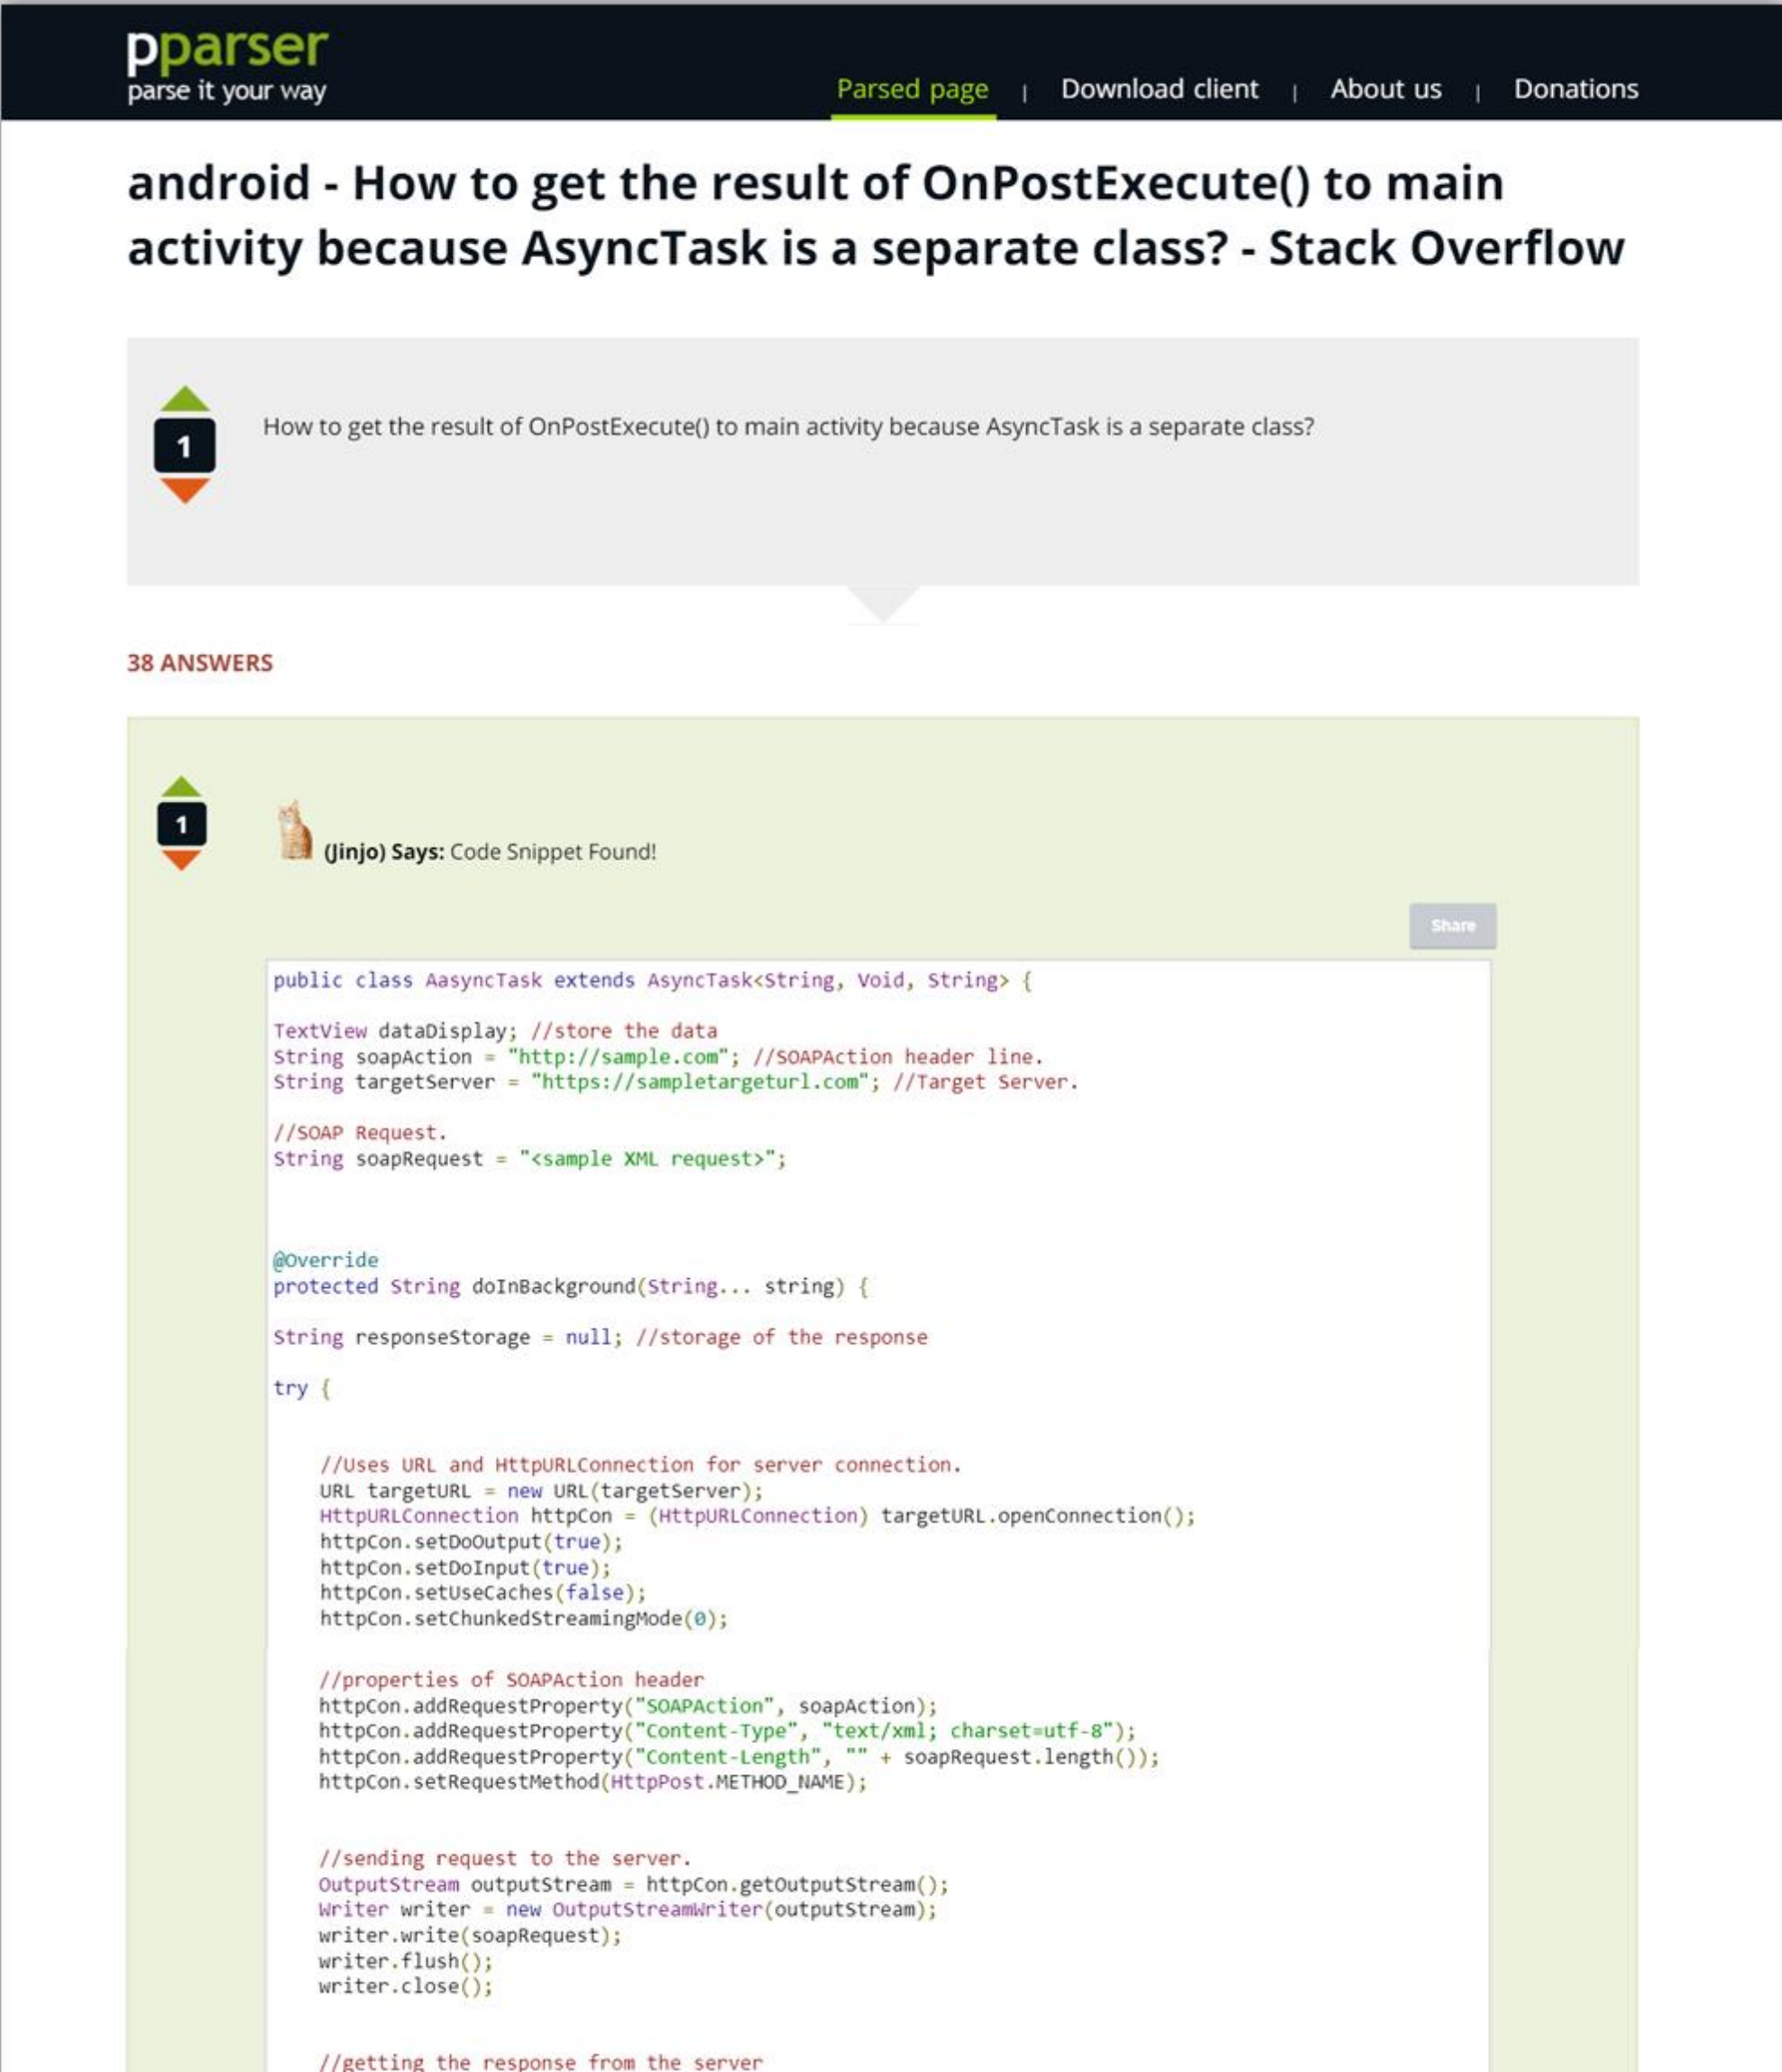 pparser
parse it your way
Parsed page | Download client | About us | Donations
android - How to get the result of OnPostExecute() to main
activity because AsyncTask is a separate class? - Stack Overflow
1
How to get the result of OnPostExecute() to main activity because AsyncTask is a separate class?
38 ANSWERS
1
(Jinjo) Says: Code Snippet Found!
Share
public class AasyncTask extends AsyncTask<String, Void, String> {
TextView dataDisplay; //store the data
String soapAction = "http://sample.com"; //SOAPAction header line.
String targetServer = "https://sampletargeturl.com"; //Target Server.
//SOAP Request.
String soapRequest = "<sample XML request>";
@Override
protected String doInBackground(String... string) {
String responseStorage = null; //storage of the response
try {
//Uses URL and HttpURLConnection for server connection.
URL targetURL = new URL(targetServer);
HttpURLConnection httpCon = (HttpURLConnection) targetURL.openConnection();
httpCon.setDoOutput(true);
httpCon.setDoInput(true);
httpCon.setUseCaches(false);
httpCon.setChunkedStreamingMode(0);
//properties of SOAPAction header
httpCon.addRequestProperty("SOAPAction", soapAction);
httpCon.addRequestProperty("Content-Type", "text/xml; charset=utf-8");
httpCon.addRequestProperty("Content-Length", "" + soapRequest.length());
httpCon.setRequestMethod(HttpPost.METHOD_NAME);
//sending request to the server.
OutputStream outputStream = httpCon.getOutputStream();
Writer writer = new OutputStreamWriter(outputStream);
writer.write(soapRequest);
writer.flush();
writer.close();
//getting the response from the server